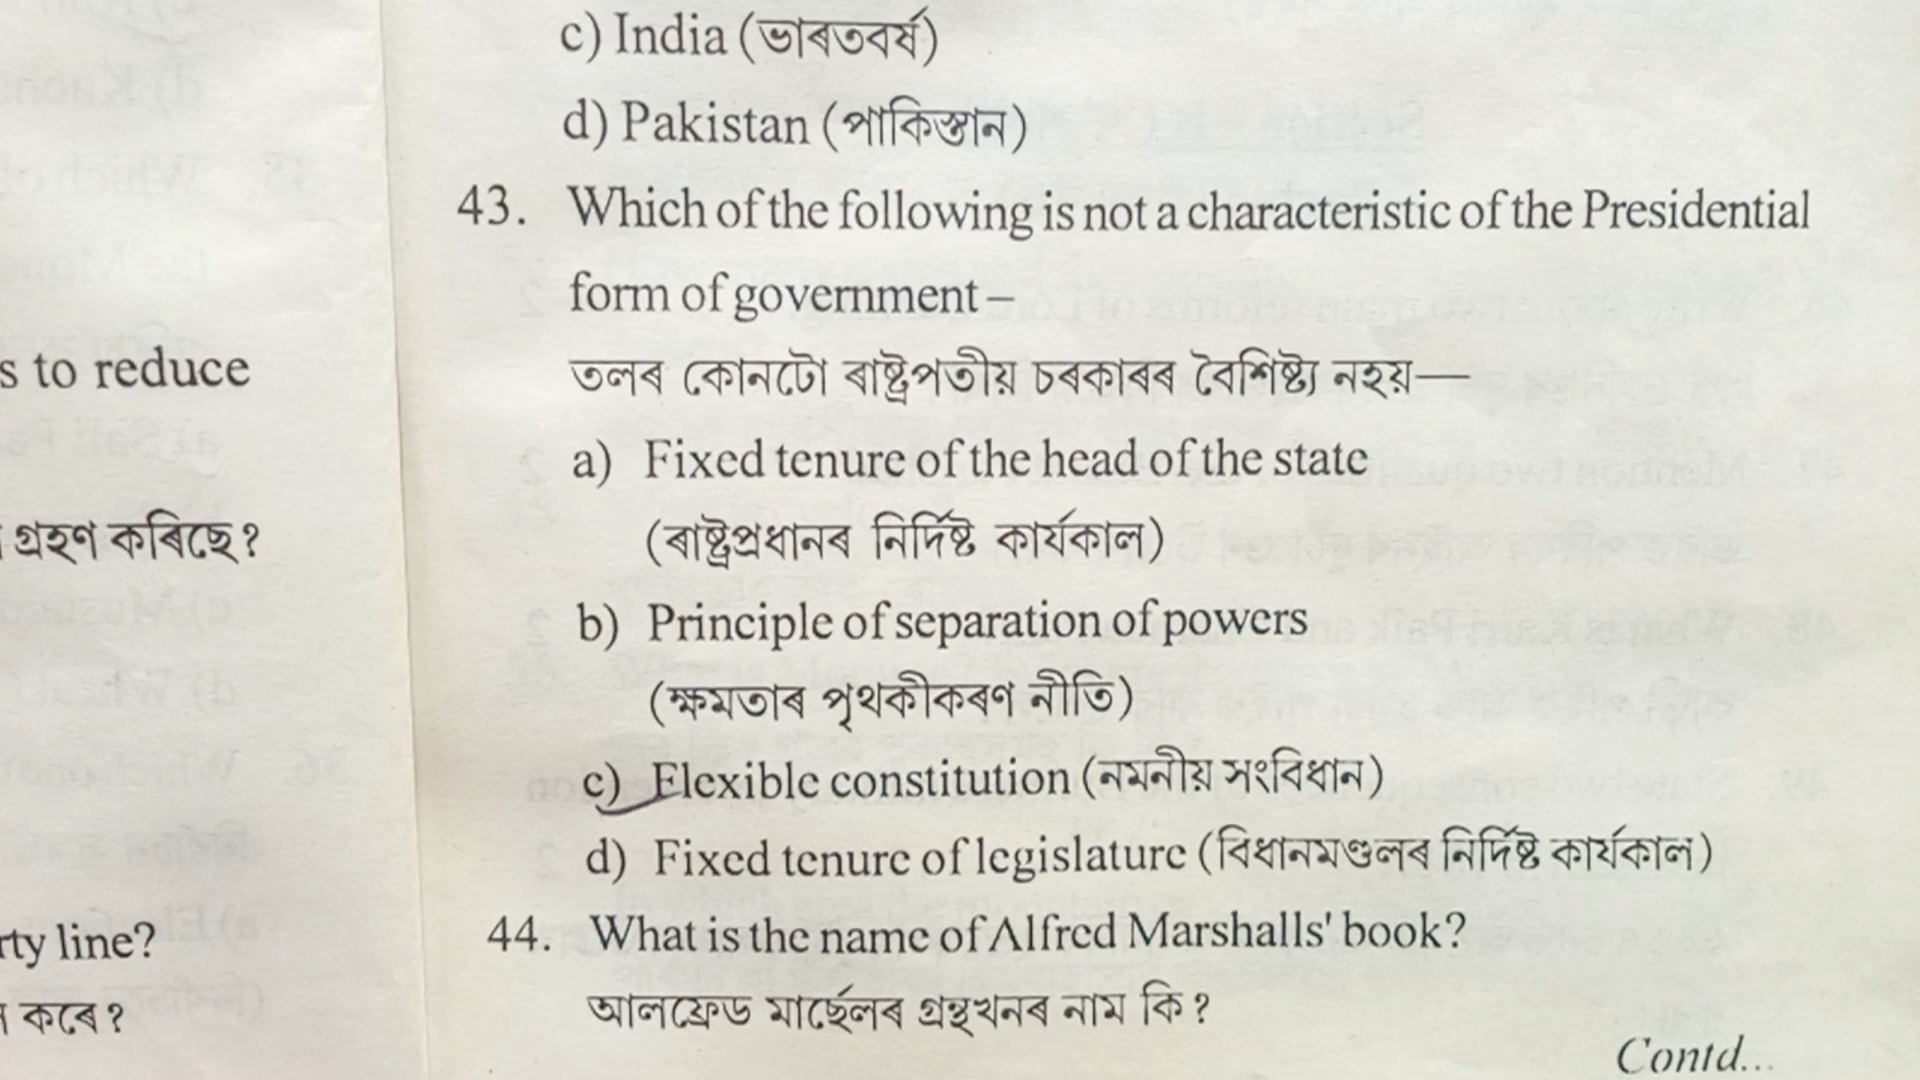 c) India (ভাৰতবৰ্ষ)
d) Pakistan (পাকিস্তান)
43. Which of the following is not a characteristic of the Presidential
form of government –
তলৰ কোনটো ৰাষ্ট্ৰপতীয় চৰকাৰৰ বৈশিষ্ট্য নহয়—
a) Fixed tenure of the head of the state
(ৰাষ্ট্ৰপ্ৰধানৰ নিৰ্দিষ্ট কাৰ্যকাল)
b) Principle of separation of powers
(ক্ষমতাৰ পৃথকীকৰণ নীতি)
c) Flexible constitution (নমনীয় সংবিধান)
d) Fixed tenure of legislature (বিধানমণ্ডলৰ নিৰ্দিষ্ট কাৰ্যকাল)
44. What is the name of Alfred Marshalls' book?
আলফ্ৰেড মাৰ্ছেলৰ গ্ৰন্থখনৰ নাম কি?
Contd...
s to reduce
গ্ৰহণ কৰিছে?
rty line?
কৰে?